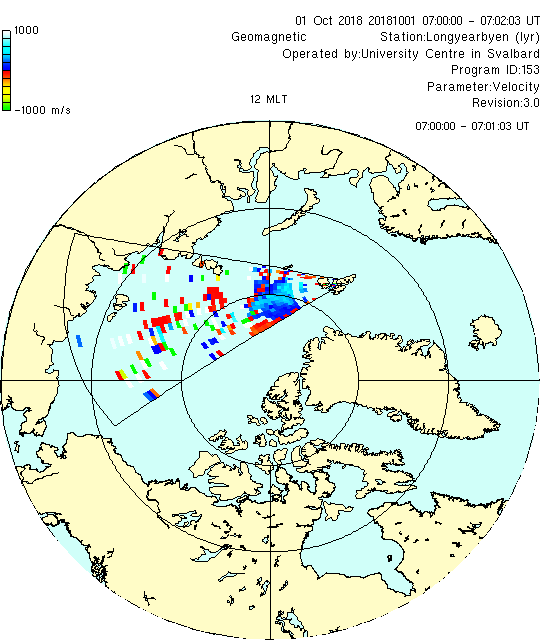 01 Oct 2018 20181001 07:00:00 - 07:02:03 UT
Geomagnetic Station:Longyearbyen (lyr)
Operated by:University Centre in Svalbard
Program ID:153
Parameter:Velocity
Revision:3.0
1000
-1000 m/s
12 MLT
07:00:00 - 07:01:03 UT